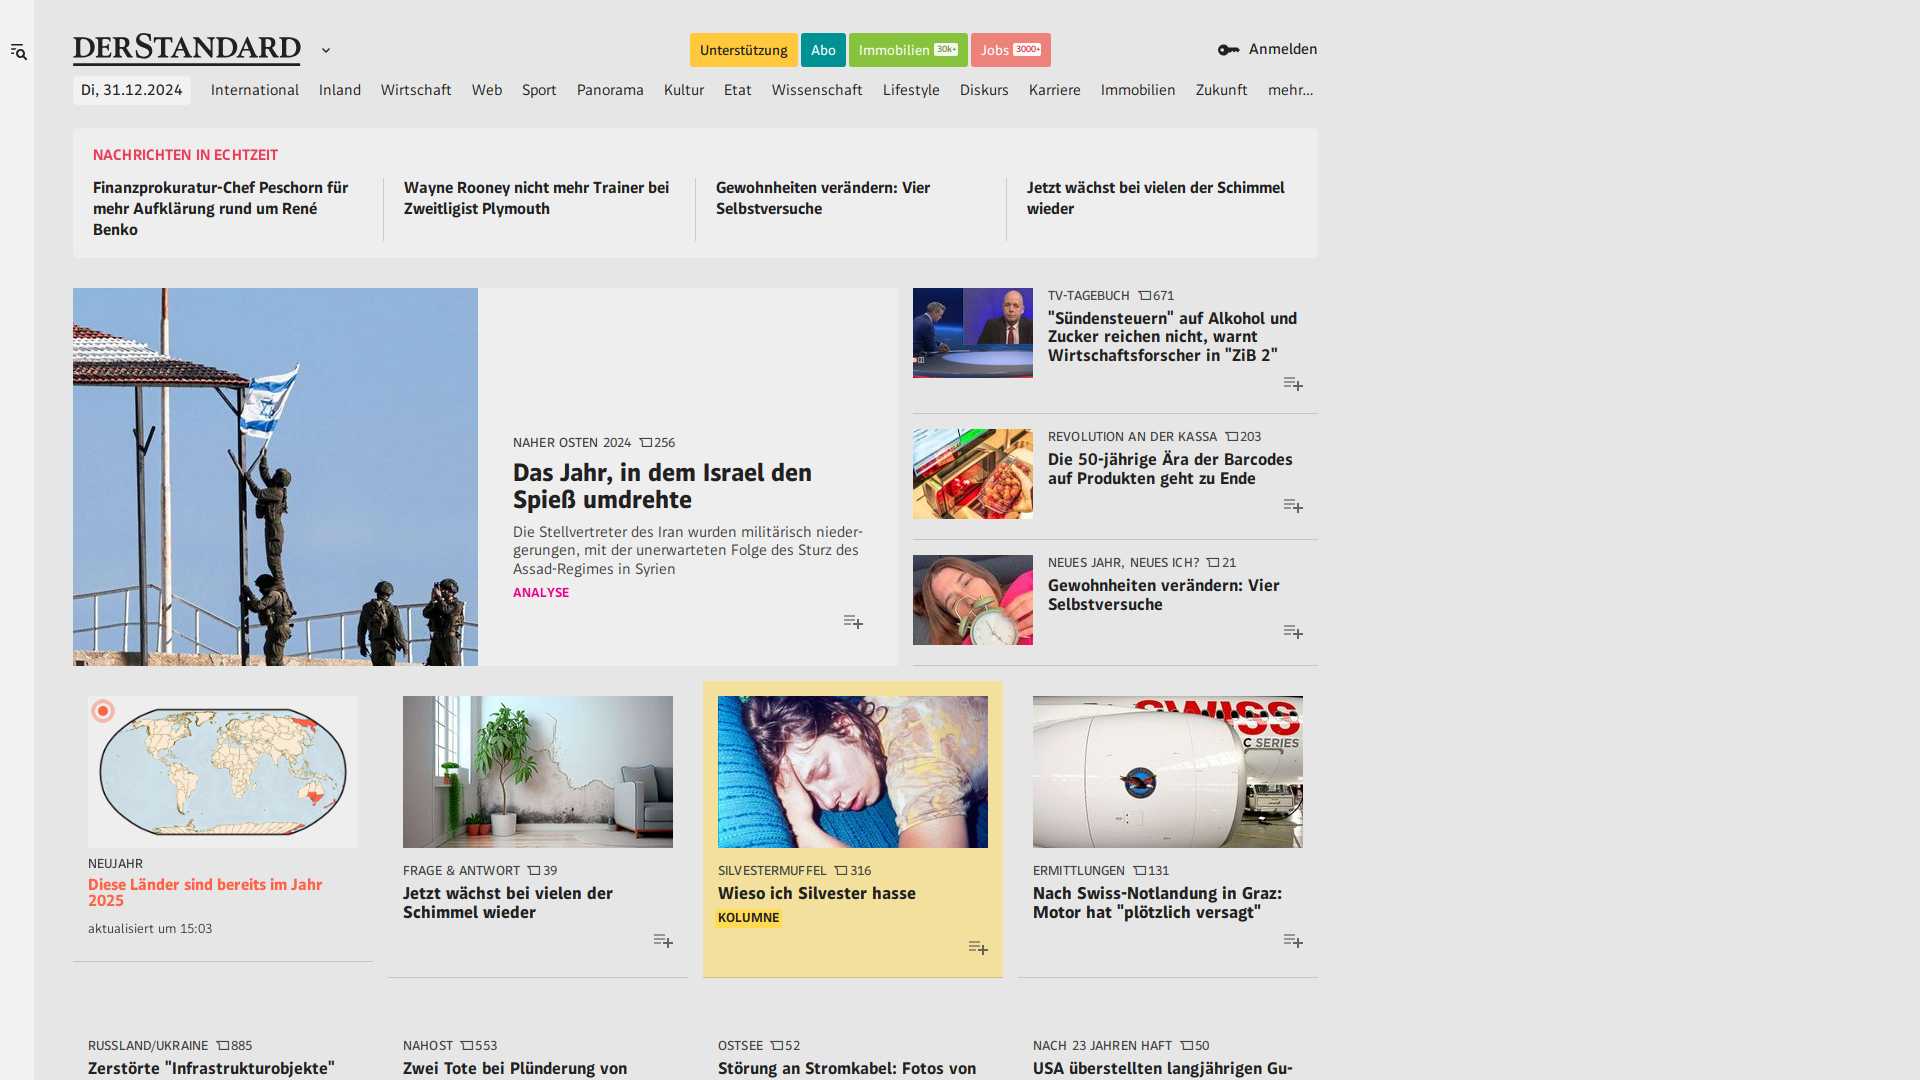 DERSTANDARD
Unterstützung
Abo
Immobilien 30k+
Jobs 3000+
Anmelden
Di, 31.12.2024
International
Inland
Wirtschaft
Web
Sport
Panorama
Kultur
Etat
Wissenschaft
Lifestyle
Diskurs
Karriere
Immobilien
Zukunft
mehr...
NACHRICHTEN IN ECHTZEIT
Finanzprokuratur-Chef Peschorn für
mehr Aufklärung rund um René
Benko
Wayne Rooney nicht mehr Trainer bei
Zweitligist Plymouth
Gewohnheiten verändern: Vier
Selbstversuche
Jetzt wächst bei vielen der Schimmel
wieder
NAHER OSTEN 2024 256
Das Jahr, in dem Israel den
Spieß umdrehte
Die Stellvertreter des Iran wurden militärisch nieder-
gerungen, mit der unerwarteten Folge des Sturz des
Assad-Regimes in Syrien
ANALYSE
TV-TAGEBUCH 671
"Sündensteuern" auf Alkohol und
Zucker reichen nicht, warnt
Wirtschaftsforscher in "ZiB 2"
REVOLUTION AN DER KASSA 203
Die 50-jährige Ära der Barcodes
auf Produkten geht zu Ende
NEUES JAHR, NEUES ICH? 21
Gewohnheiten verändern: Vier
Selbstversuche
NEUJAHR
Diese Länder sind bereits im Jahr
2025
aktualisiert um 15:03
FRAGE & ANTWORT 39
Jetzt wächst bei vielen der
Schimmel wieder
SILVESTERMUFFEL 316
Wieso ich Silvester hasse
KOLUMNE
SWISS
C SERIES
ERMITTLUNGEN 131
Nach Swiss-Notlandung in Graz:
Motor hat "plötzlich versagt"
RUSSLAND/UKRAINE 885
Zerstörte "Infrastrukturobjekte"
NAHOST 553
Zwei Tote bei Plünderung von
OSTSEE 52
Störung an Stromkabel: Fotos von
NACH 23 JAHREN HAFT 50
USA überstellten langjährigen Gu-